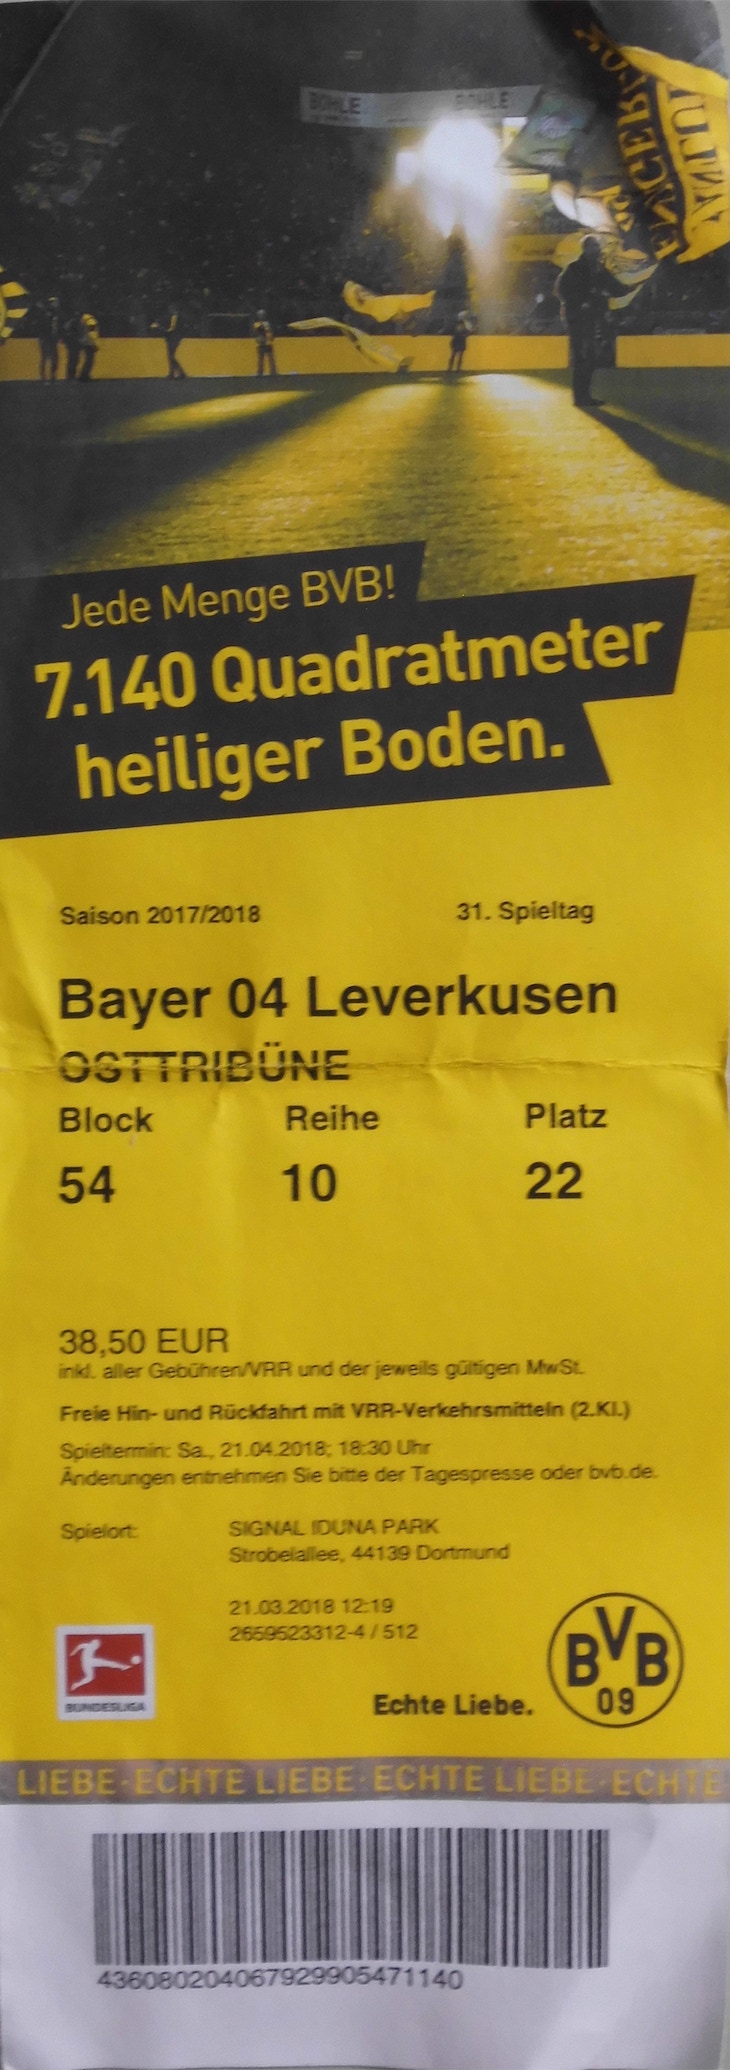 BÖHLE
BÖHLE
Jede Menge BVB!
7.140 Quadratmeter
heiliger Boden.
Saison 2017/2018 31. Spieltag
Bayer 04 Leverkusen
OSTTRIBÜNE
Block Reihe Platz
54 10 22
38,50 EUR
inkl. aller Gebühren/VRR und der jeweils gültigen MwSt.
Freie Hin- und Rückfahrt mit VRR-Verkehrsmitteln (2.Kl.)
Spieltermin: Sa., 21.04.2018; 18:30 Uhr
Änderungen entnehmen Sie bitte der Tagespresse oder bvb.de.
Spielort: SIGNAL IDUNA PARK
Strobelallee, 44139 Dortmund
21.03.2018 12:19
2659523312-4 / 512
BUNDESLIGA
Echte Liebe.
BVB
09
LIEBE · ECHTE LIEBE · ECHTE LIEBE · ECHTE
436080204067929905471140